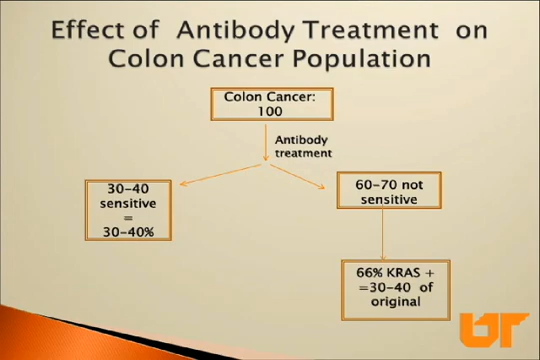 Effect of Antibody Treatment on
Colon Cancer Population
Colon Cancer:
100
Antibody
treatment
30-40
sensitive
=
30-40%
60-70 not
sensitive
66% KRAS +
=30-40 of
original
UT